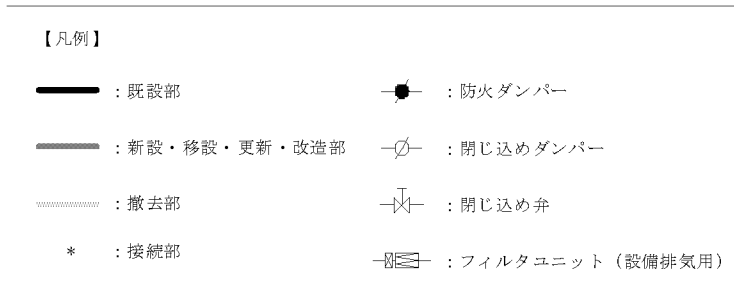 【凡例】
：既設部
：新設・移設・更新・改造部
：撤去部
*：接続部
：防火ダンパー
：閉じ込めダンパー
：閉じ込め弁
：フィルタユニット（設備排気用）